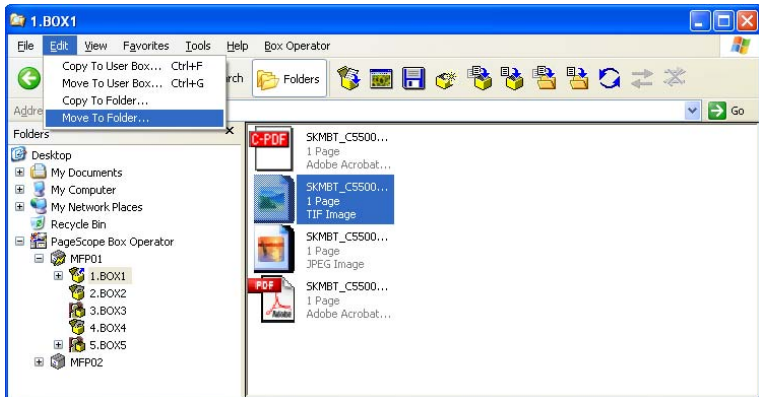 1.BOX1
File Edit View Favorites Tools Help Box Operator
Copy To User Box... Ctrl+F
Move To User Box... Ctrl+G
Copy To Folder...
Move To Folder...
rch Folders
Addre
Go
Folders
Desktop
My Documents
My Computer
My Network Places
Recycle Bin
PageScope Box Operator
MFP01
1.BOX1
2.BOX2
3.BOX3
4.BOX4
5.BOX5
MFP02
C-PDF
SKMBT_C5500...
1 Page
Adobe Acrobat...
SKMBT_C5500...
1 Page
TIF Image
SKMBT_C5500...
1 Page
JPEG Image
PDF
Adobe
SKMBT_C5500...
1 Page
Adobe Acrobat...